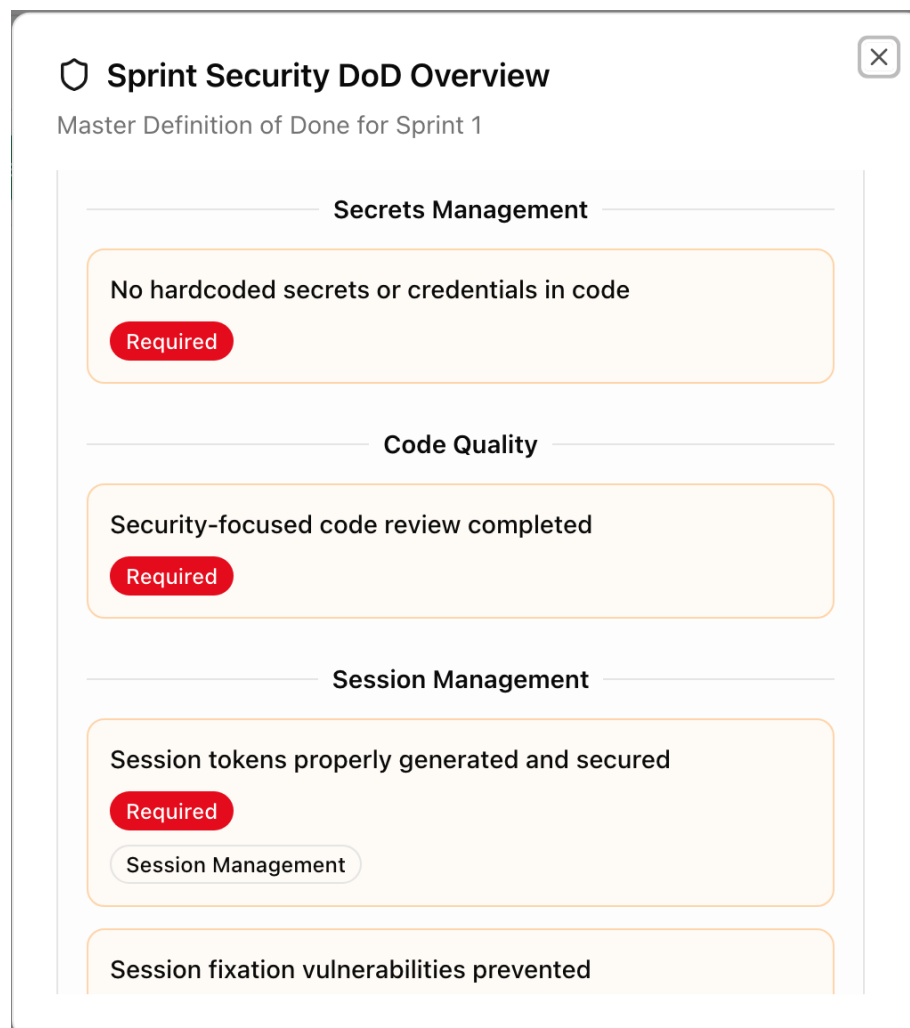 Sprint Security DoD Overview
Master Definition of Done for Sprint 1
Secrets Management
No hardcoded secrets or credentials in code
Required
Code Quality
Security-focused code review completed
Required
Session Management
Session tokens properly generated and secured
Required
Session Management
Session fixation vulnerabilities prevented